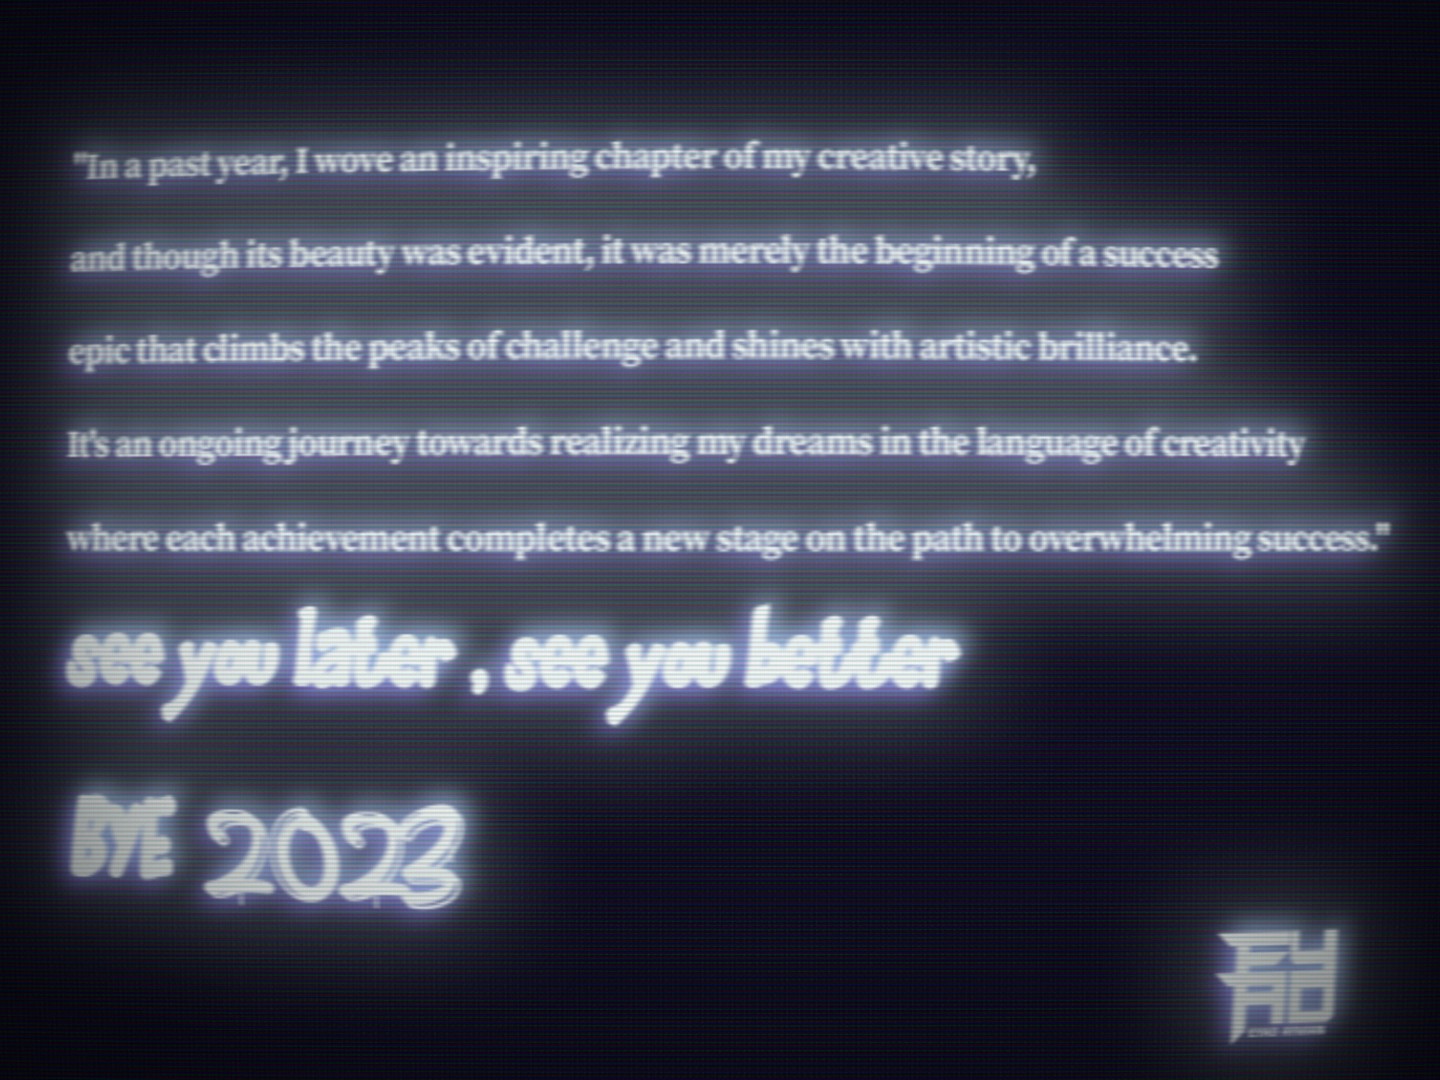 "In a past year, I wove an inspiring chapter of my creative story,
and though its beauty was evident, it was merely the beginning of a success
epic that climbs the peaks of challenge and shines with artistic brilliance.
It's an ongoing journey towards realizing my dreams in the language of creativity
where each achievement completes a new stage on the path to overwhelming success."
see you later , see you better
BYE 2023